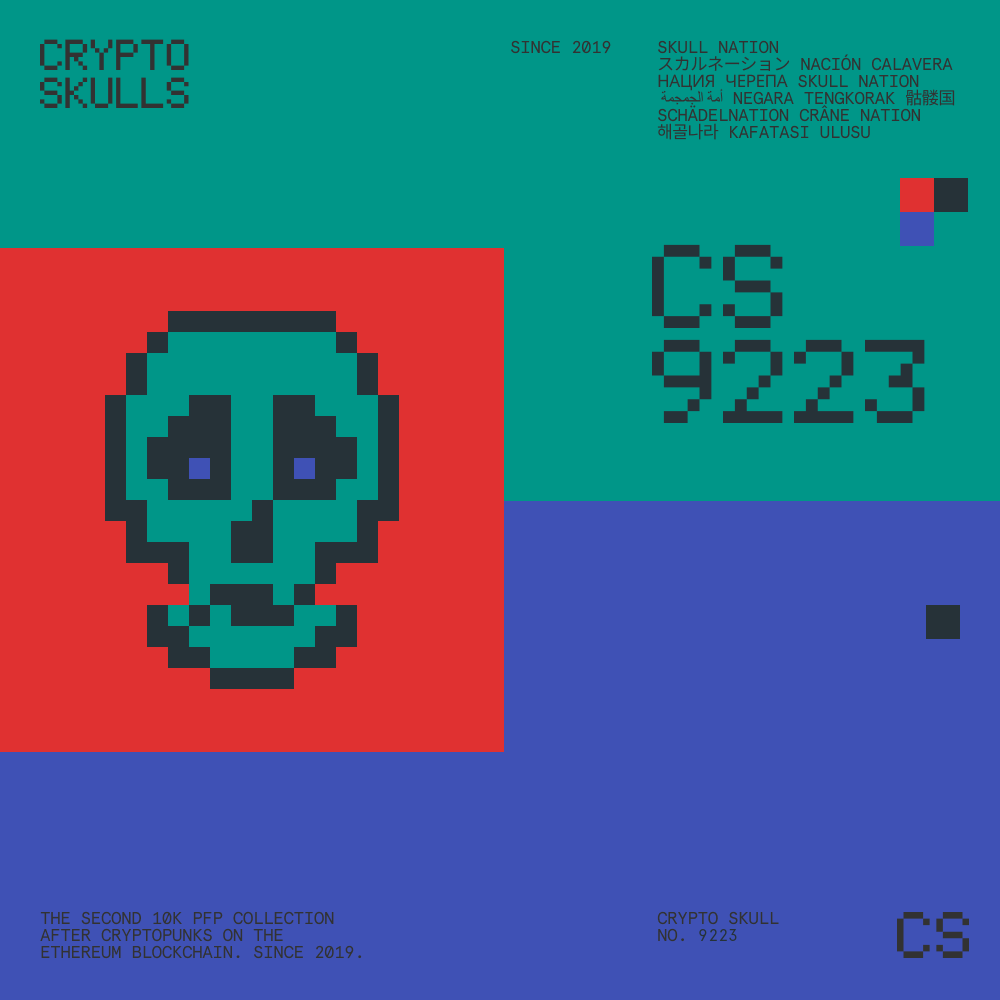 CRYPTO
SKULLS
SINCE 2019
SKULL NATION
スカルネーション NACIÓN CALAVERA
НАЦИЯ ЧЕРЕПА SKULL NATION
أمة الجمجمة NEGARA TENGKORAK 骷髅国
SCHÄDELNATION CRÂNE NATION
해골나라 KAFATASI ULUSU
CS
9223
THE SECOND 10K PFP COLLECTION
AFTER CRYPTOPUNKS ON THE
ETHEREUM BLOCKCHAIN. SINCE 2019.
CRYPTO SKULL
NO. 9223
CS